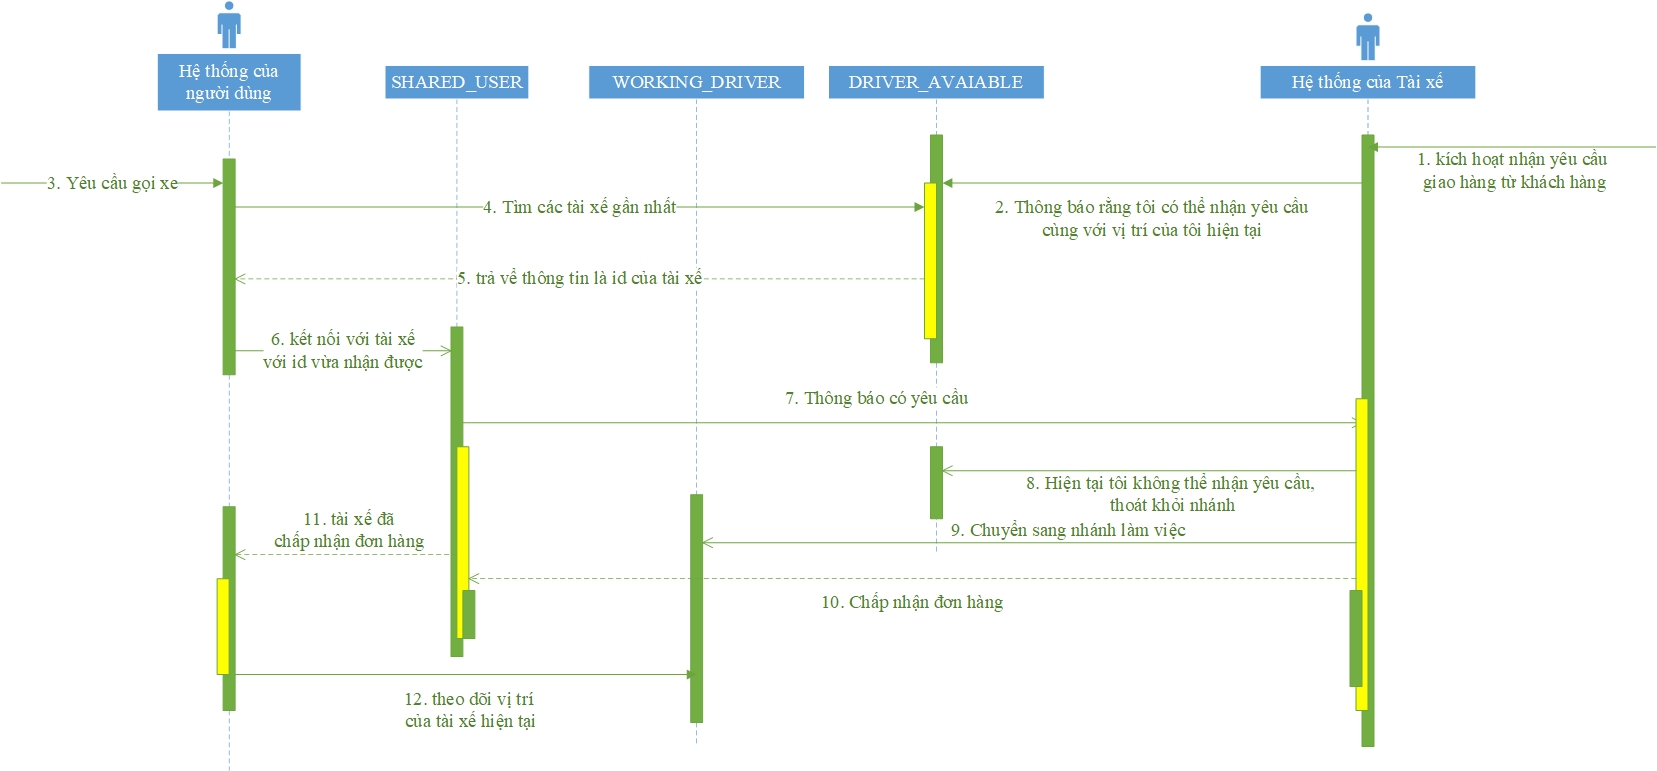 Hệ thống của
người dùng
SHARED_USER
WORKING_DRIVER
DRIVER_AVAIABLE
Hệ thống của Tài xế
1. kích hoạt nhận yêu cầu
giao hàng từ khách hàng
3. Yêu cầu gọi xe
4. Tìm các tài xế gần nhất
2. Thông báo rằng tôi có thể nhận yêu cầu
cùng với vị trí của tôi hiện tại
5. trả về thông tin là id của tài xế
6. kết nối với tài xế
với id vừa nhận được
7. Thông báo có yêu cầu
8. Hiện tại tôi không thể nhận yêu cầu,
thoát khỏi nhánh
11. tài xế đã
chấp nhận đơn hàng
9. Chuyển sang nhánh làm việc
10. Chấp nhận đơn hàng
12. theo dõi vị trí
của tài xế hiện tại